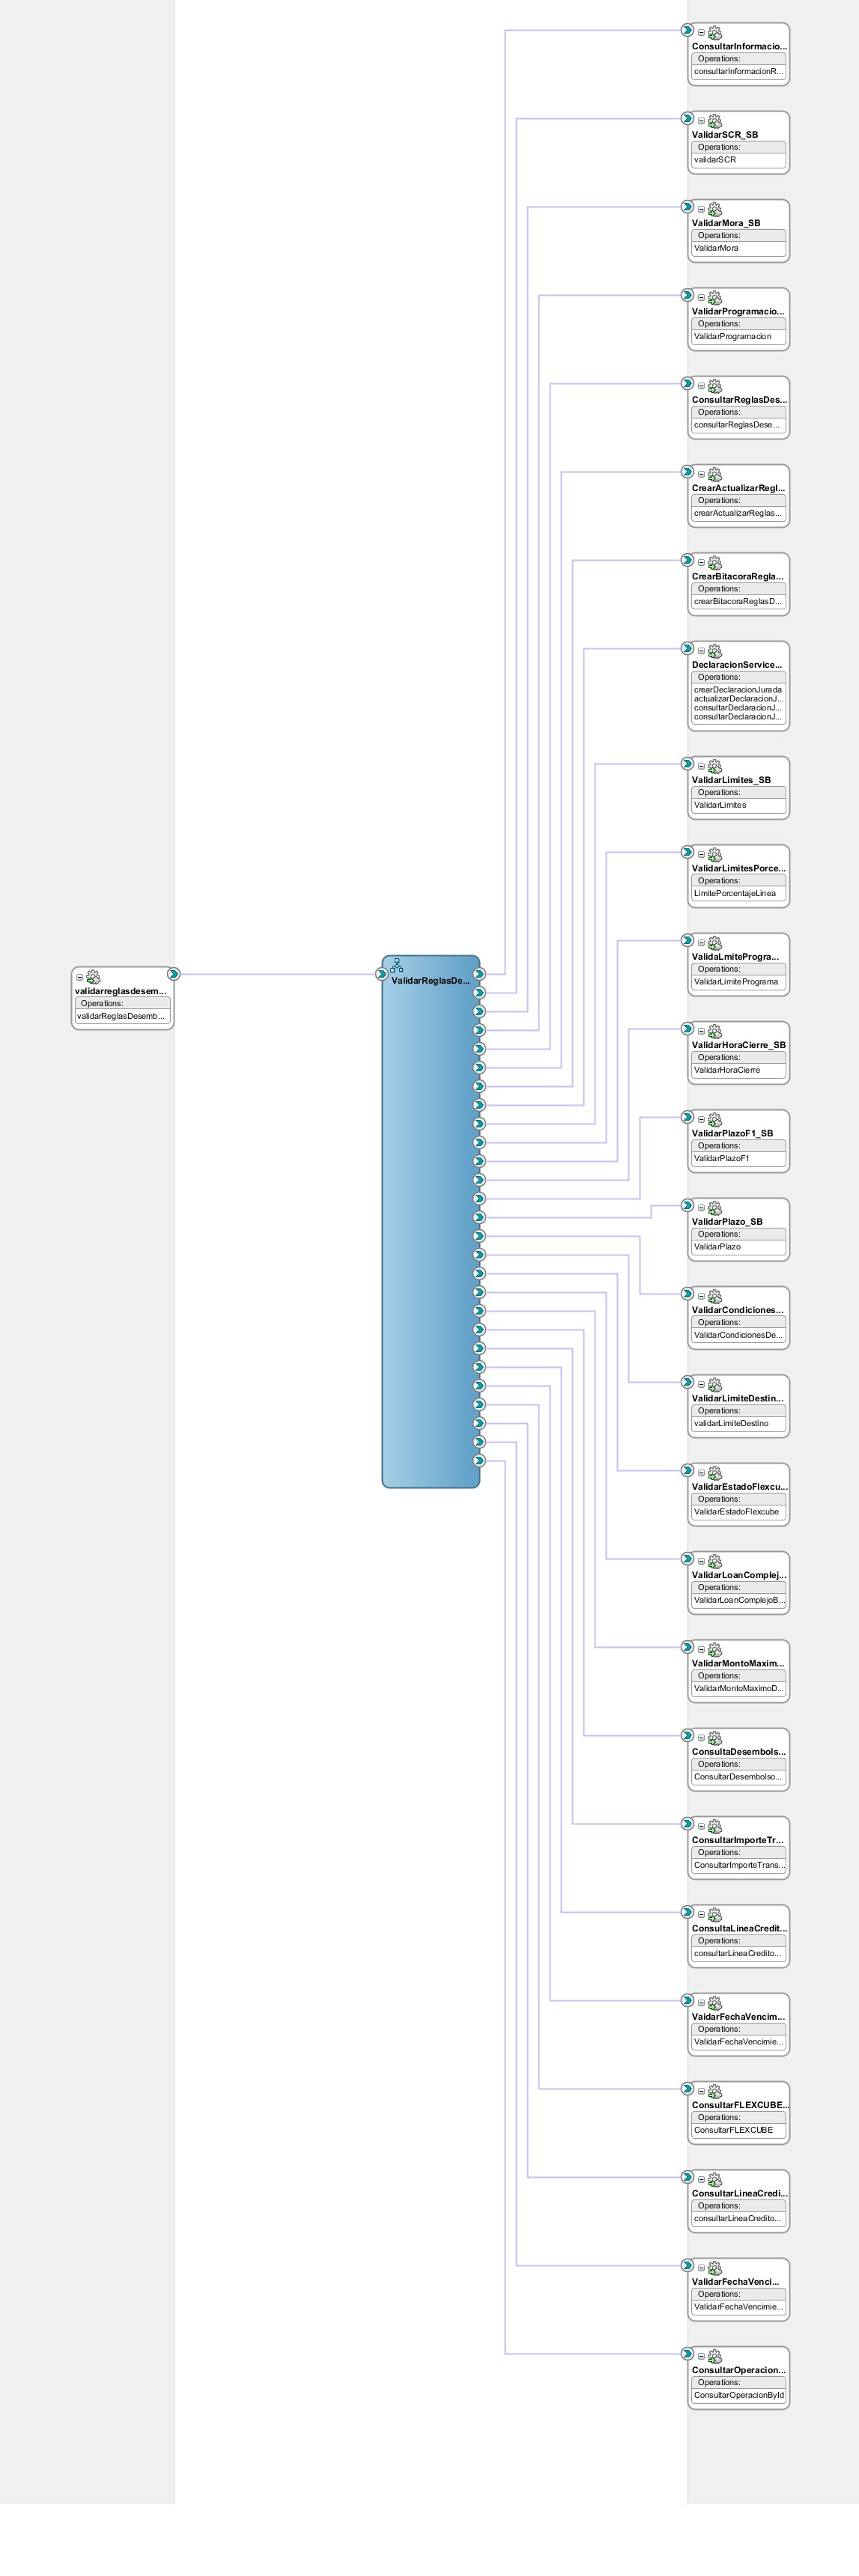 ConsultarInformacio...
Operations:
consultarInformacionR...
ValidarSCR_SB
Operations:
validarSCR
ValidarMora_SB
Operations:
ValidarMora
ValidarProgramacio...
Operations:
ValidarProgramacion
ConsultarReglasDes...
Operations:
consultarReglasDese...
CrearActualizarRegl...
Operations:
crearActualizarReglas...
CrearBitacoraRegla...
Operations:
crearBitacoraReglasD...
DeclaracionService...
Operations:
crearDeclaracionJurada
actualizarDeclaracionJ...
consultarDeclaracionJ...
consultarDeclaracionJ...
ValidarLimites_SB
Operations:
ValidarLimites
ValidarLimitesPorce...
Operations:
LimitePorcentajeLinea
ValidaLmitePrograma...
Operations:
ValidarLimitePrograma
validarreglasdesem...
Operations:
validarReglasDesemb...
ValidarReglasDe...
ValidarHoraCierre_SB
Operations:
ValidarHoraCierre
ValidarPlazoF1_SB
Operations:
ValidarPlazoF1
ValidarPlazo_SB
Operations:
ValidarPlazo
ValidarCondiciones...
Operations:
ValidarCondicionesDe...
ValidarLimiteDestin...
Operations:
validarLimiteDestino
ValidarEstadoFlexcu...
Operations:
ValidarEstadoFlexcube
ValidarLoanComplej...
Operations:
ValidarLoanComplejoB...
ValidarMontoMaxim...
Operations:
ValidarMontoMaximoD...
ConsultaDesembols...
Operations:
ConsultarDesembolso...
ConsultarImporteTr...
Operations:
ConsultarImporteTrans...
ConsultaLineaCredit...
Operations:
consultarLineaCredito...
VaidarFechaVencim...
Operations:
ValidarFechaVencimie...
ConsultarFLEXCUBE...
Operations:
ConsultarFLEXCUBE
ConsultarLineaCredi...
Operations:
consultarLineaCredito...
ValidarFechaVenci...
Operations:
ValidarFechaVencimie...
ConsultarOperacion...
Operations:
ConsultarOperacionById